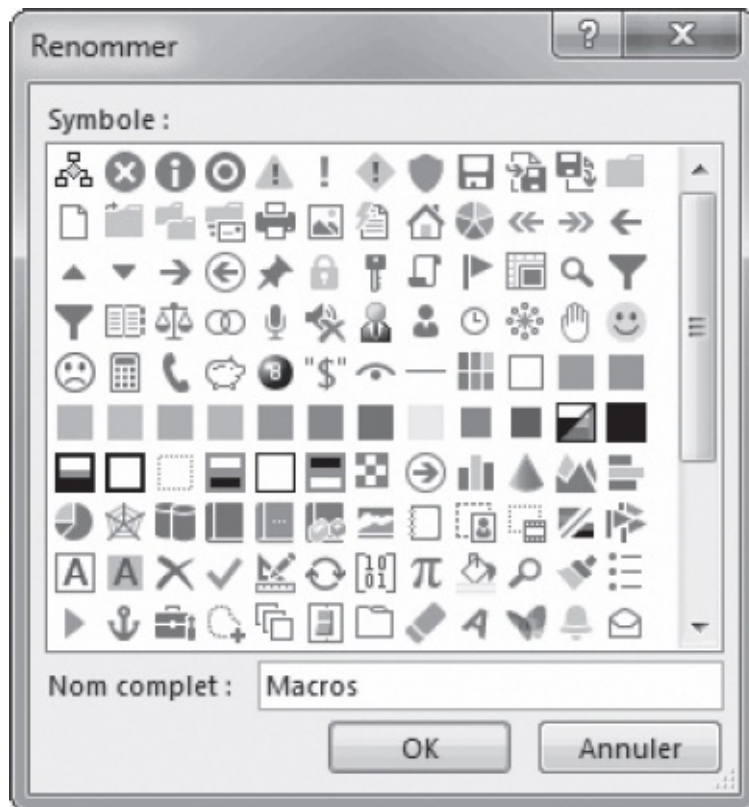 Renommer
Symbole :
"$"
Nom complet : Macros
OK Annuler